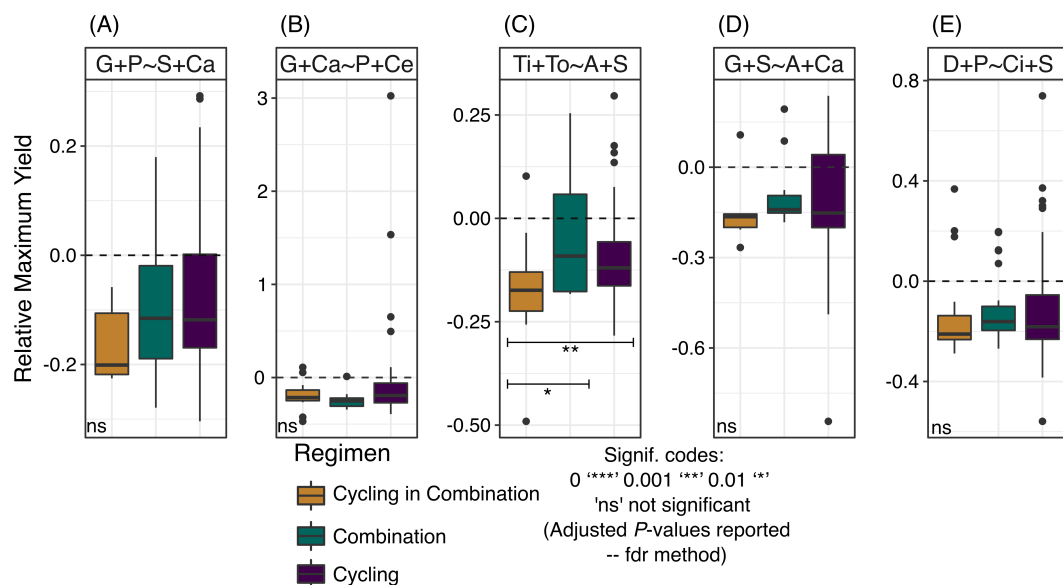 (A) (B) (C) (D) (E)
G+P~S+Ca G+Ca~P+Ce Ti+To~A+S G+S~A+Ca D+P~Ci+S
Relative Maximum Yield
0.2
0.0
-0.2
ns
3
2
1
0
ns
0.25
0.00
-0.25
-0.50
**
*
0.0
-0.3
-0.6
ns
0.8
0.4
0.0
-0.4
ns
Regimen
Cycling in Combination
Combination
Cycling
Signif. codes:
0 ‘***’ 0.001 ‘**’ 0.01 ‘*’
'ns' not significant
(Adjusted P-values reported
-- fdr method)